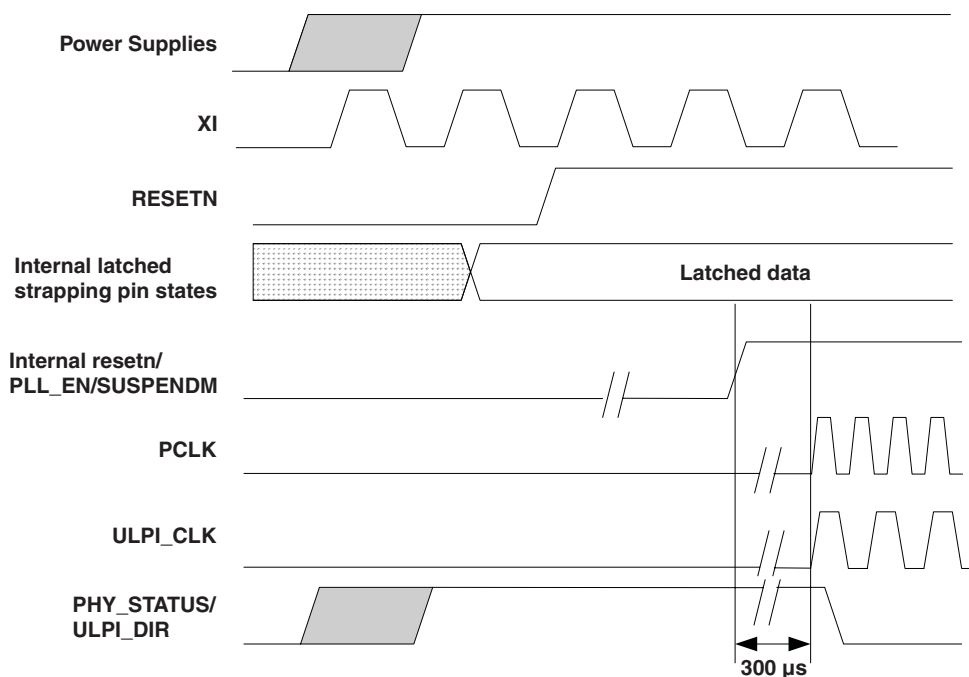 Power Supplies
XI
RESETN
Internal latched
strapping pin states
Latched data
Internal resetn/
PLL_EN/SUSPENDM
PCLK
ULPI_CLK
PHY_STATUS/
ULPI_DIR
300 µs